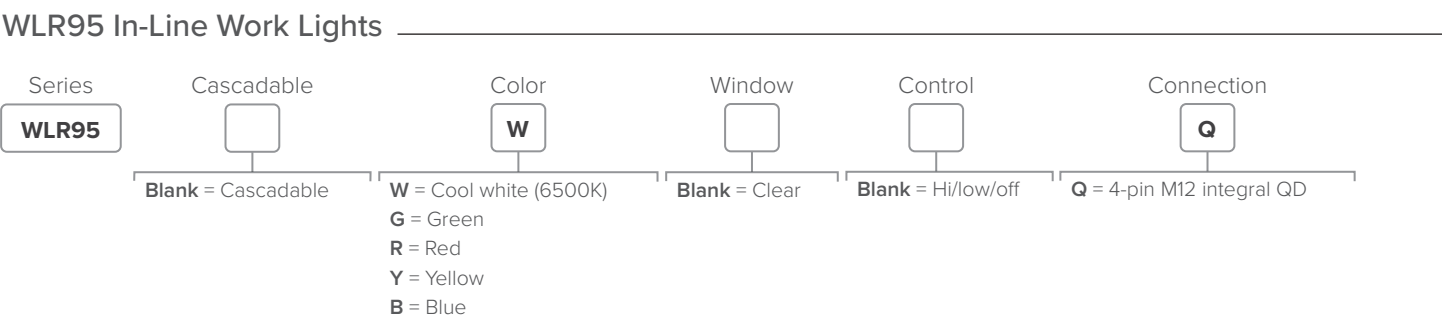 WLR95 In-Line Work Lights
Series Cascadable Color Window Control Connection
WLR95 W Q
Blank = Cascadable W = Cool white (6500K) Blank = Clear Blank = Hi/low/off Q = 4-pin M12 integral QD
G = Green
R = Red
Y = Yellow
B = Blue